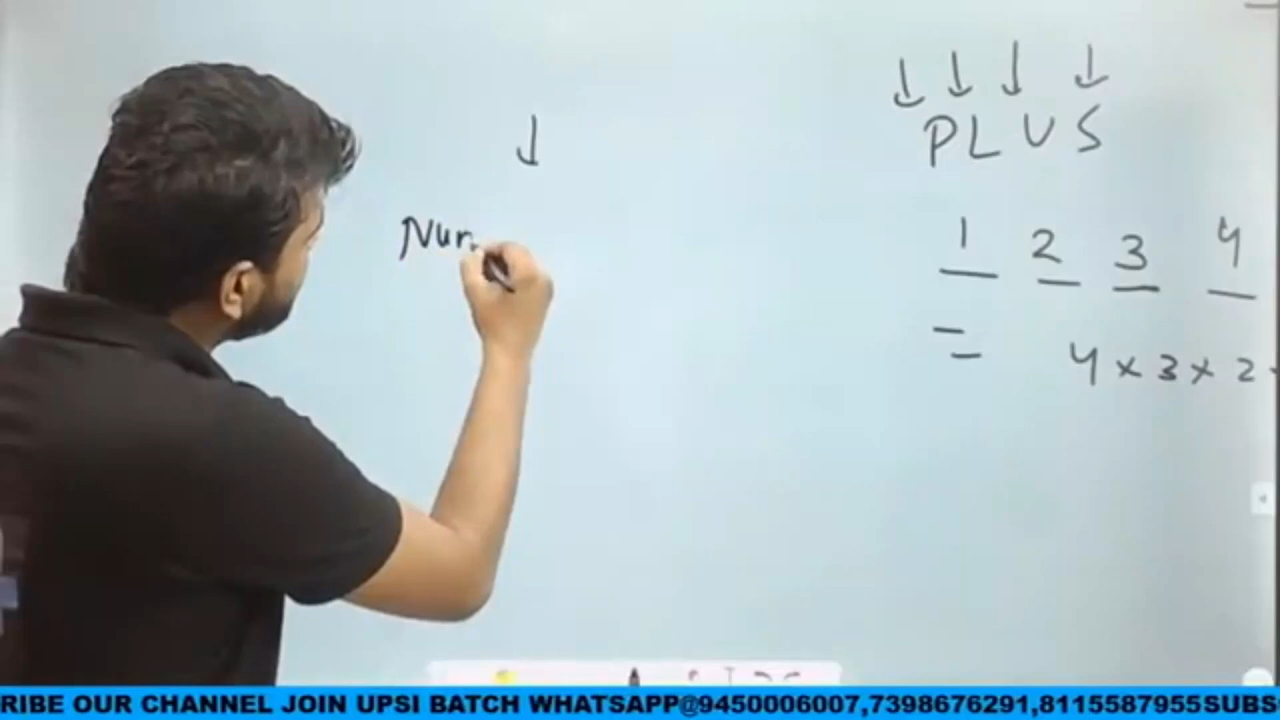 PLUS
Nur
1 2 3 4
= 4 × 3 × 2
RIBE OUR CHANNEL JOIN UPSI BATCH WHATSAPP@9450006007,7398676291,8115587955SUBS